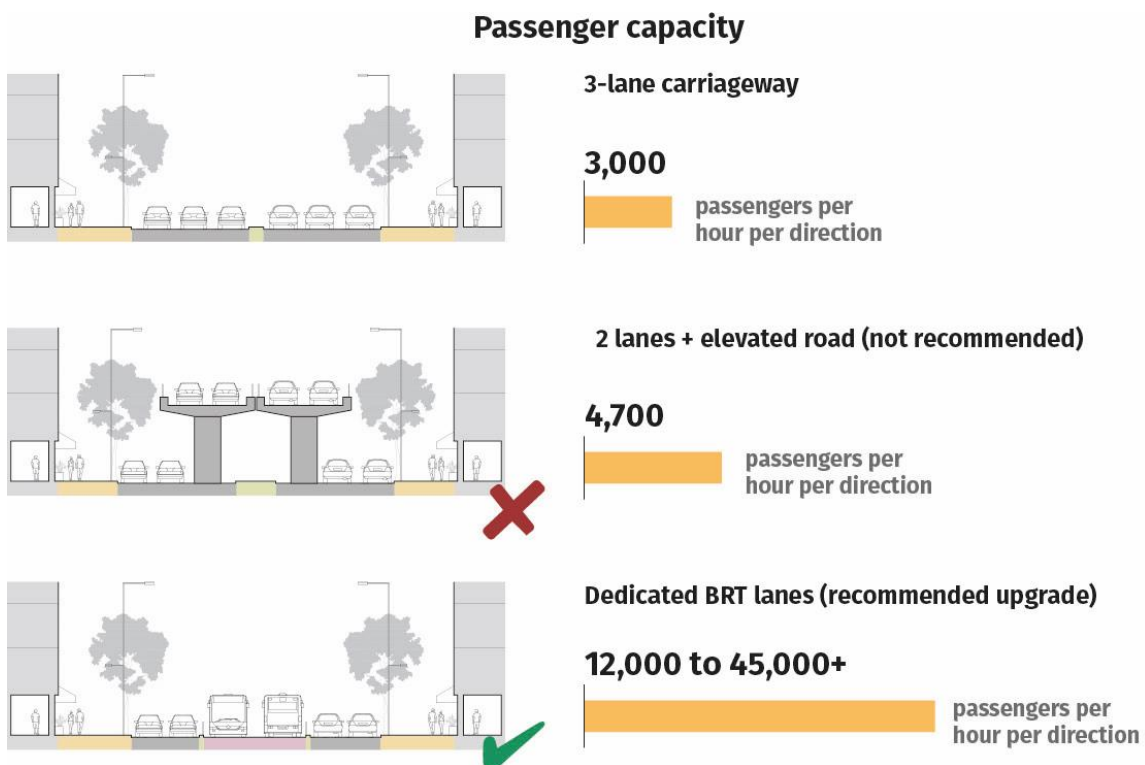 Passenger capacity
3-lane carriageway
3,000
passengers per
hour per direction
2 lanes + elevated road (not recommended)
4,700
passengers per
hour per direction
Dedicated BRT lanes (recommended upgrade)
12,000 to 45,000+
passengers per
hour per direction